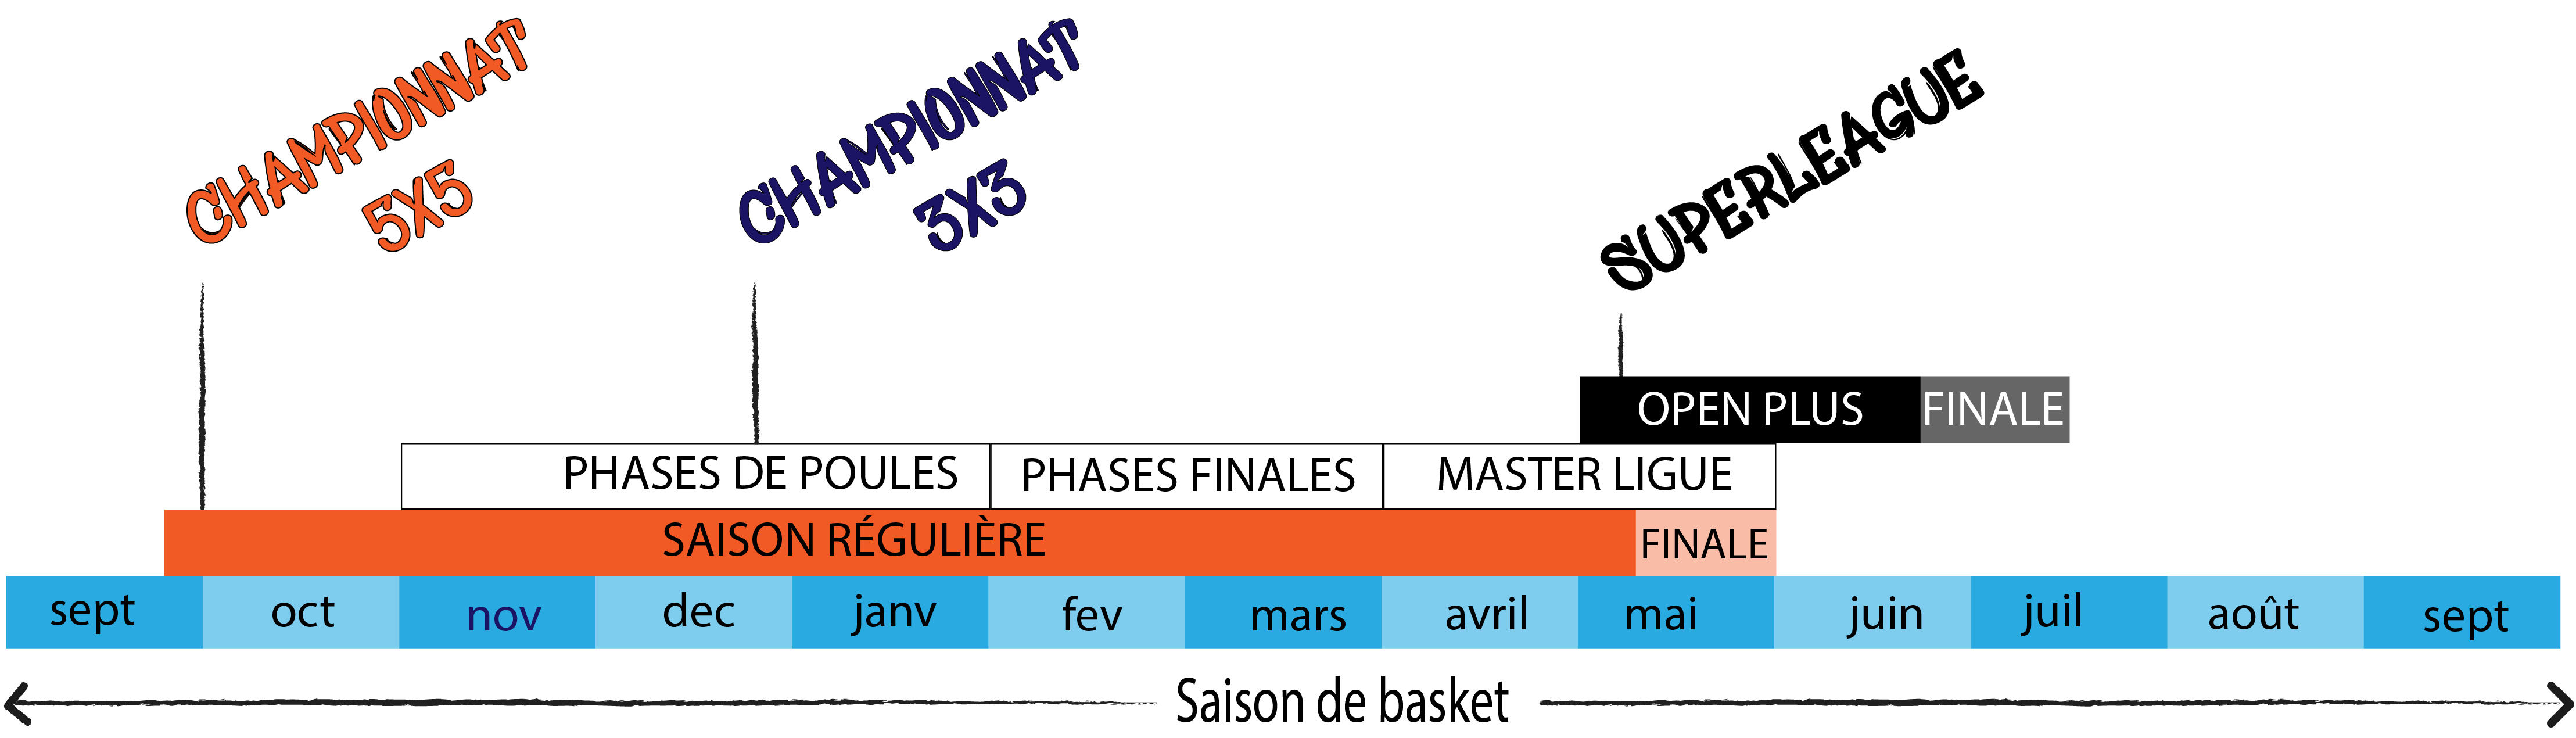 CHAMPIONNAT
5X5
CHAMPIONNAT
3X3
SUPERLEAGUE
OPEN PLUS FINALE
PHASES DE POULES PHASES FINALES MASTER LIGUE
SAISON RÉGULIÈRE FINALE
sept oct nov dec janv fev mars avril mai juin juil août sept
Saison de basket